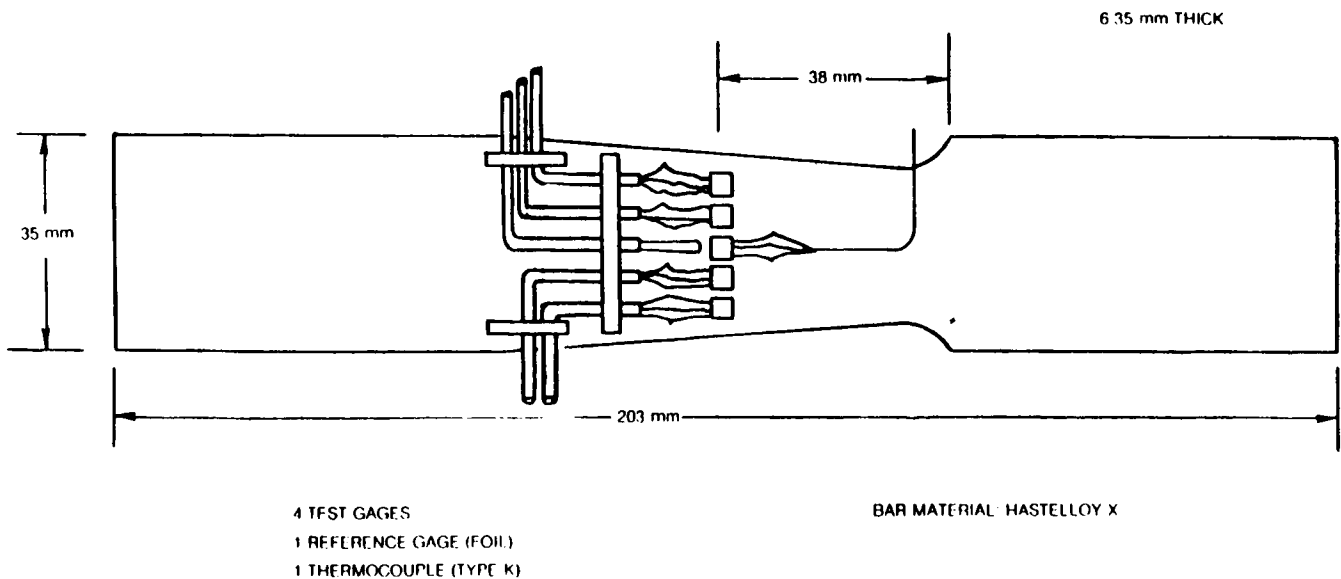 6.35 mm THICK
38 mm
35 mm
203 mm
4 TEST GAGES
1 REFERENCE GAGE (FOIL)
1 THERMOCOUPLE (TYPE K)
BAR MATERIAL: HASTELLOY X